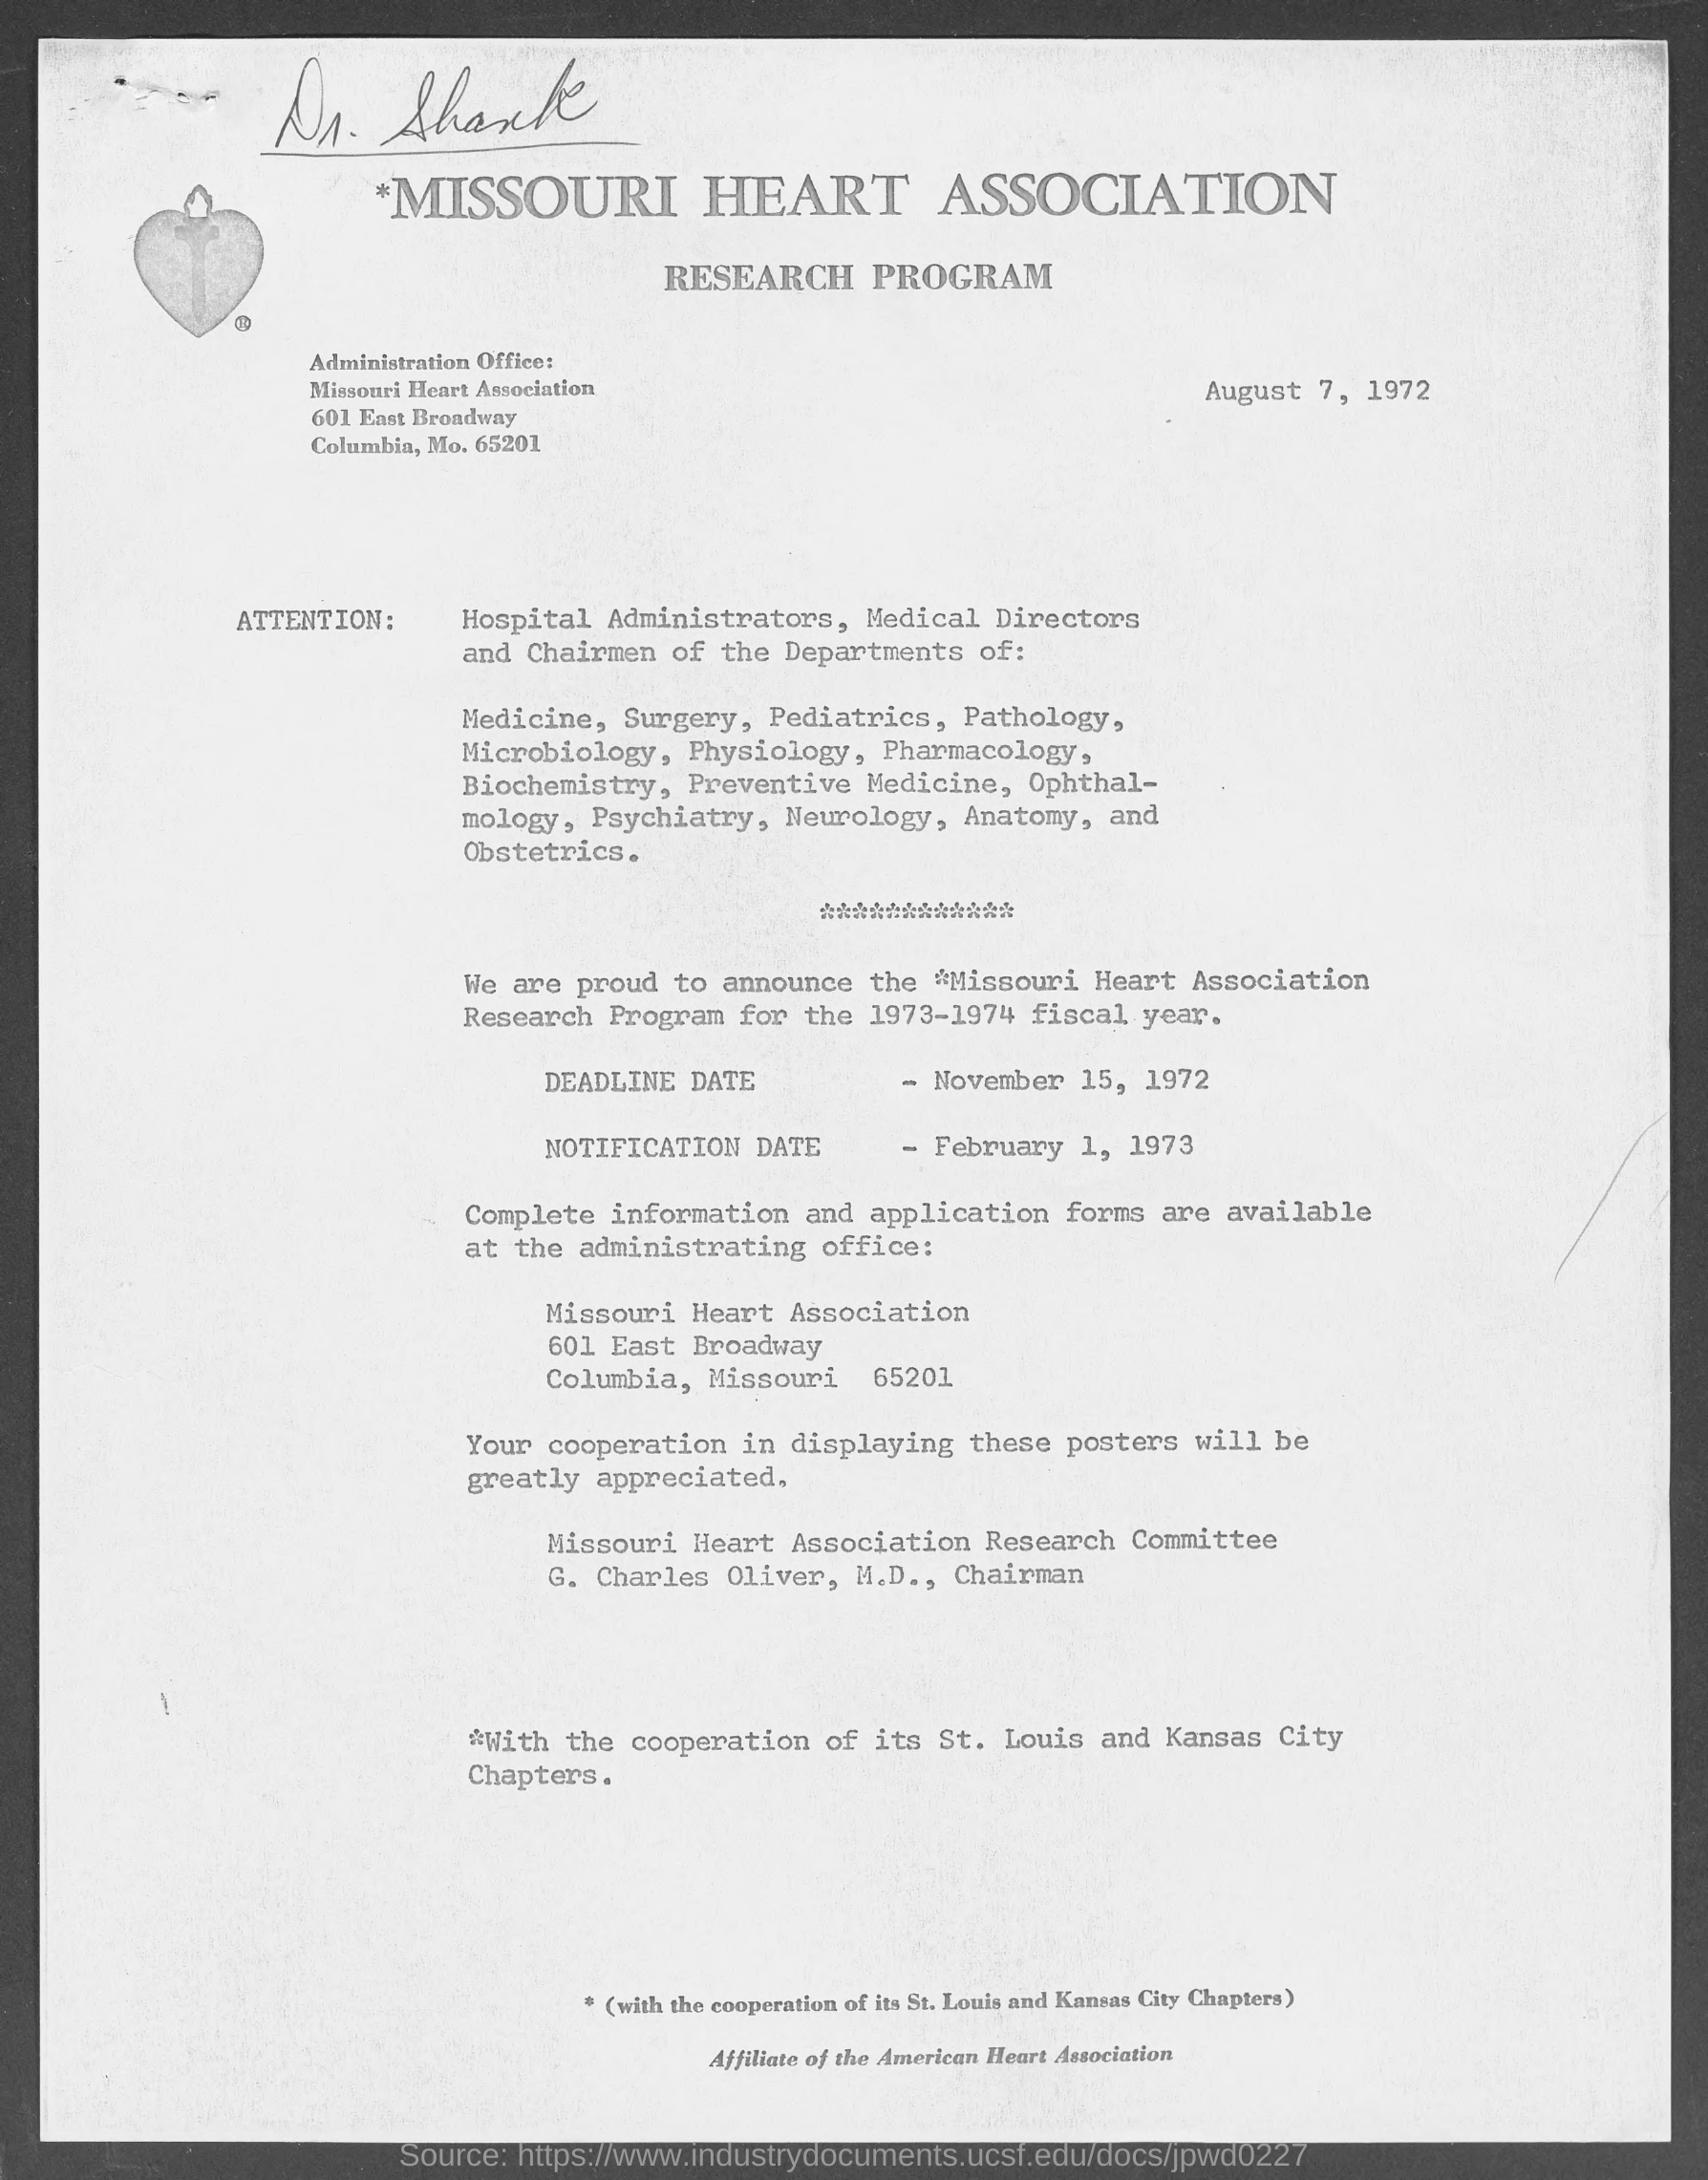 Dr. Shank
*MISSOURI HEART ASSOCIATION
RESEARCH PROGRAM
®
Administration Office:
Missouri Heart Association
601 East Broadway
Columbia, Mo. 65201
August 7, 1972
ATTENTION: Hospital Administrators, Medical Directors
and Chairmen of the Departments of:
Medicine, Surgery, Pediatrics, Pathology,
Microbiology, Physiology, Pharmacology,
Biochemistry, Preventive Medicine, Ophthal-
mology, Psychiatry, Neurology, Anatomy, and
Obstetrics.
************
We are proud to announce the *Missouri Heart Association
Research Program for the 1973-1974 fiscal year.
DEADLINE DATE - November 15, 1972
NOTIFICATION DATE - February 1, 1973
Complete information and application forms are available
at the administrating office:
Missouri Heart Association
601 East Broadway
Columbia, Missouri 65201
Your cooperation in displaying these posters will be
greatly appreciated.
Missouri Heart Association Research Committee
G. Charles Oliver, M.D., Chairman
*With the cooperation of its St. Louis and Kansas City
Chapters.
* (with the cooperation of its St. Louis and Kansas City Chapters)
Affiliate of the American Heart Association
Source: https://www.industrydocuments.ucsf.edu/docs/jpwd0227